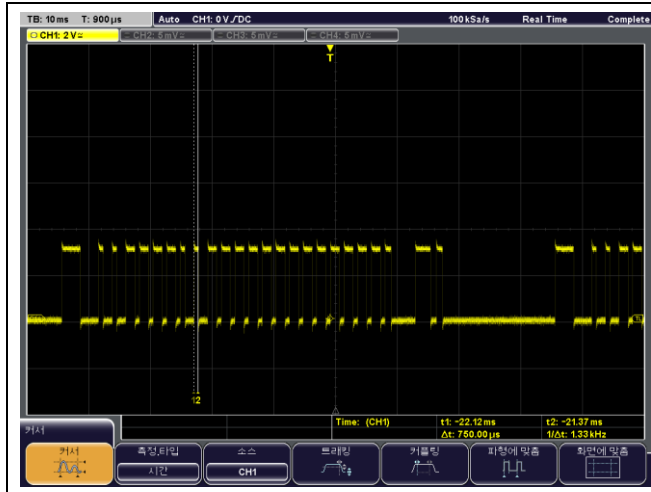 TB: 10 ms T: 900 µs Auto CH1: 0 V / DC 100 kSa/s Real Time Complete
CH1: 2 V CH2: 5 mV CH3: 5 mV CH4: 5 mV
T
12
Time: (CH1) t1: -22.12 ms t2: -21.37 ms
Δt: 750.00 µs 1/Δt: 1.33 kHz
커서
커서 측정.타입 소스 트래킹 커플링 파형에 맞춤 화면에 맞춤
시간 CH1